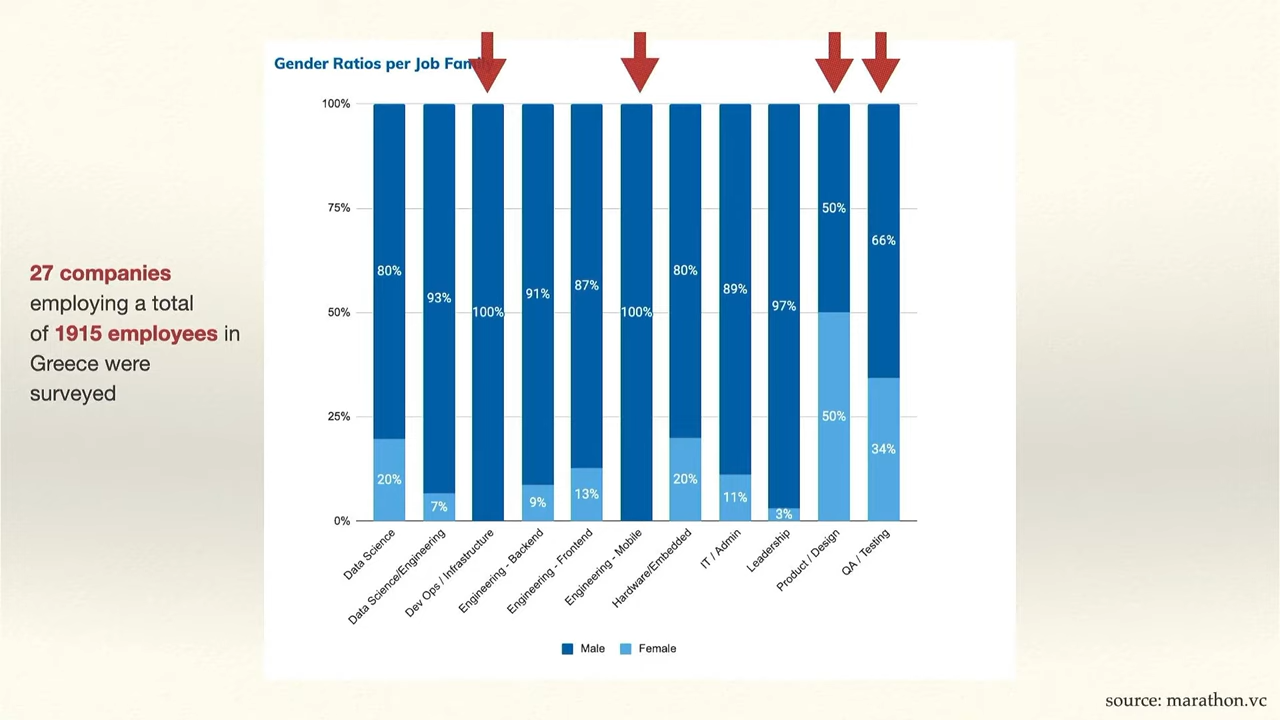 Gender Ratios per Job Fam
100%
75%
50%
25%
0%
80%
93%
100%
91%
87%
100%
80%
89%
97%
50%
66%
20%
7%
9%
13%
20%
11%
3%
50%
34%
Data Science
Data Science/Engineering
Dev Ops / Infrastructure
Engineering - Backend
Engineering - Frontend
Engineering - Mobile
Hardware/Embedded
IT / Admin
Leadership
Product / Design
QA / Testing
Male
Female
27 companies
employing a total
of 1915 employees in
Greece were
surveyed
source: marathon.vc